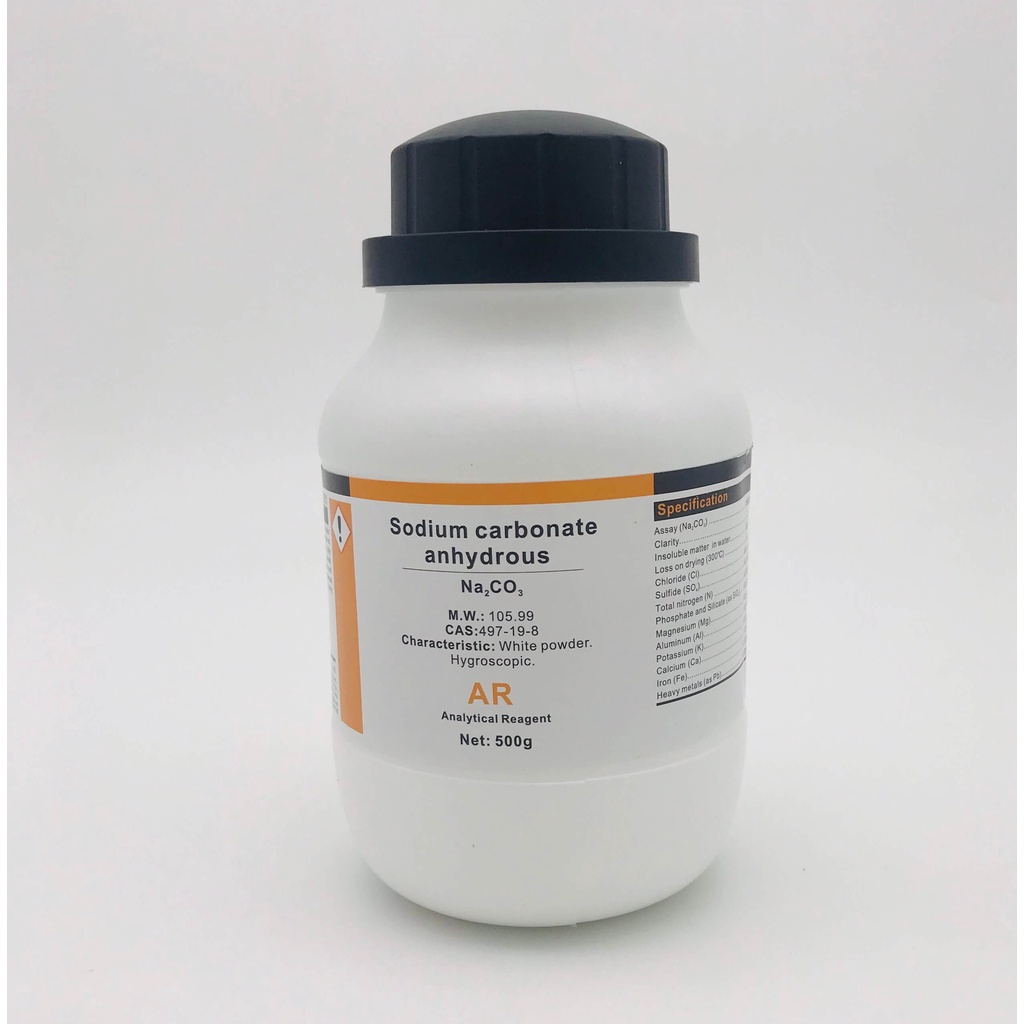 Sodium carbonate
anhydrous
Na₂CO₃
M.W.: 105.99
CAS:497-19-8
Characteristic: White powder.
Hygroscopic.
AR
Analytical Reagent
Net: 500g
Specification
Assay (Na₂CO₃)
Clarity
Insoluble matter in water
Loss on drying (300℃)
Chloride (Cl)
Sulfide (SO₄)
Total nitrogen (N)
Phosphate and Silicate (as SiO
Magnesium (Mg)
Aluminum (Al)
Potassium (K)
Calcium (Ca)
Iron (Fe)
Heavy metals (as Pb)